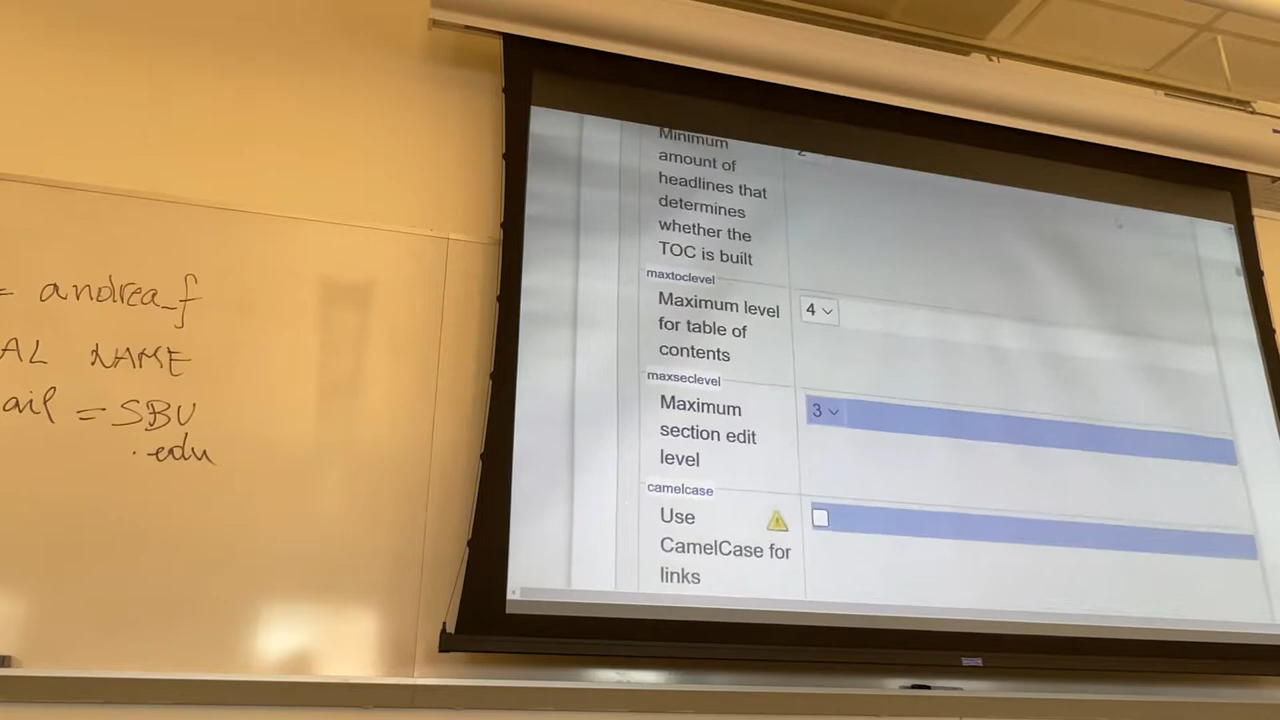 = andrea_f
AL NAME
ail = SBU
.edu
Minimum
amount of
headlines that
determines
whether the
TOC is built
maxtoclevel
Maximum level
for table of
contents
4
maxseclevel
Maximum
section edit
level
3
camelcase
Use
CamelCase for
links